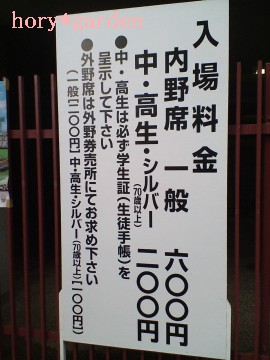 hory*garden
入場料金
内野席 一般 六〇〇円
中・高生・シルバー(70歳以上) 二〇〇円
●中・高生は必ず学生証(生徒手帳)を
呈示して下さい
●外野席は外野券売所にてお求め下さい
(一般[二〇〇円] 中・高生・シルバー(70歳以上)[一〇〇円])